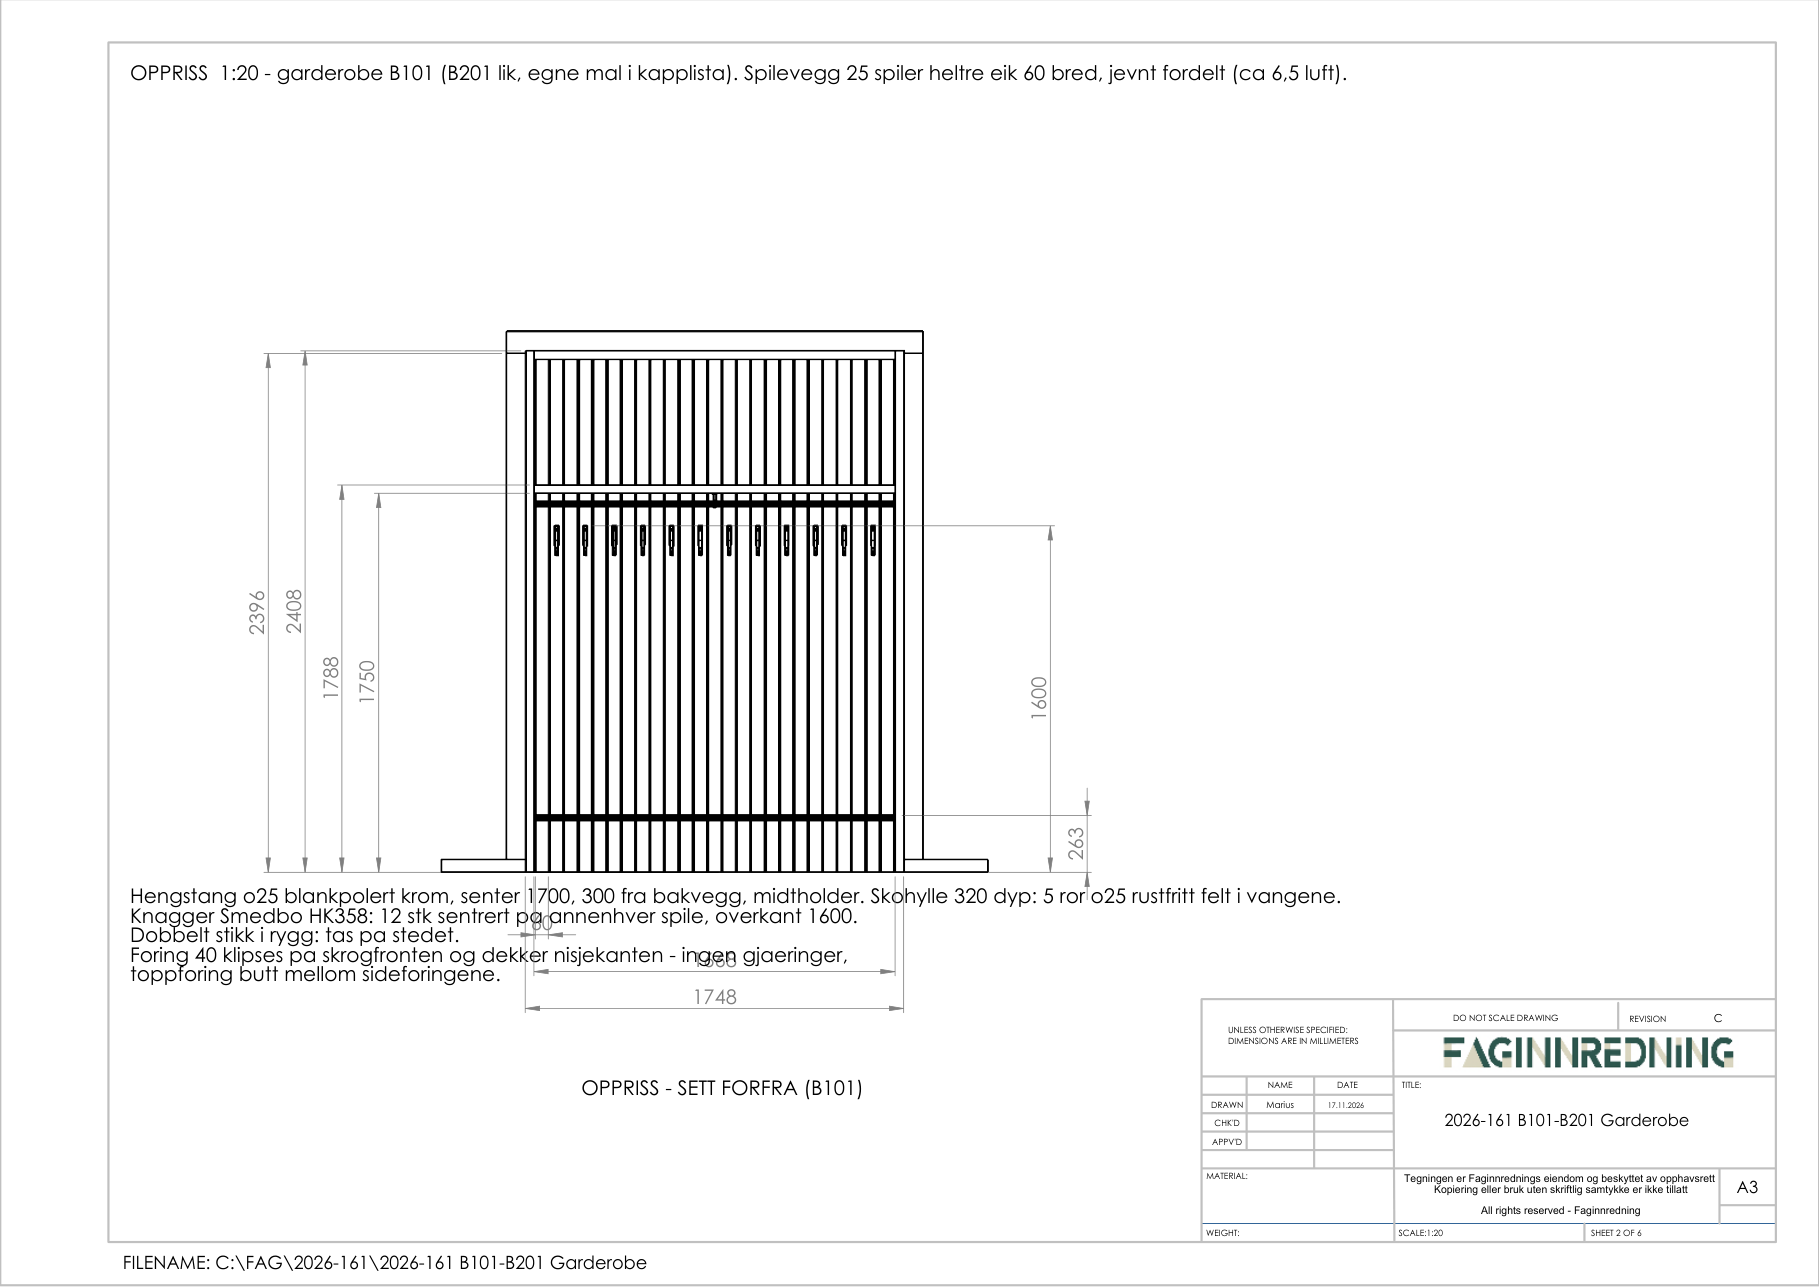 OPPRISS  1:20 - garderobe B101 (B201 lik, egne mal i kapplista). Spilevegg 25 spiler heltre eik 60 bred, jevnt fordelt (ca 6,5 luft).
2396
2408
1788
1750
1600
263
Hengstang o25 blankpolert krom, senter 1700, 300 fra bakvegg, midtholder. Skohylle 320 dyp: 5 ror o25 rustfritt felt i vangene.
Knagger Smedbo HK358: 12 stk sentrert pa annenhver spile, overkant 1600.
60
Dobbelt stikk i rygg: tas pa stedet.
Foring 40 klipses pa skrogfronten og dekker nisjekanten - ingen gjaeringer,
1668
toppforing butt mellom sideforingene.
1748
OPPRISS - SETT FORFRA (B101)
UNLESS OTHERWISE SPECIFIED:
DIMENSIONS ARE IN MILLIMETERS
DO NOT SCALE DRAWING
REVISION C
FAGINNREDNING
NAME DATE
DRAWN Marius 17.11.2026
CHK'D
APPV'D
TITLE:
2026-161 B101-B201 Garderobe
MATERIAL:
Tegningen er Faginnrednings eiendom og beskyttet av opphavsrett
Kopiering eller bruk uten skriftlig samtykke er ikke tillatt
All rights reserved - Faginnredning
A3
WEIGHT:
SCALE:1:20
SHEET 2 OF 6
FILENAME: C:\FAG\2026-161\2026-161 B101-B201 Garderobe